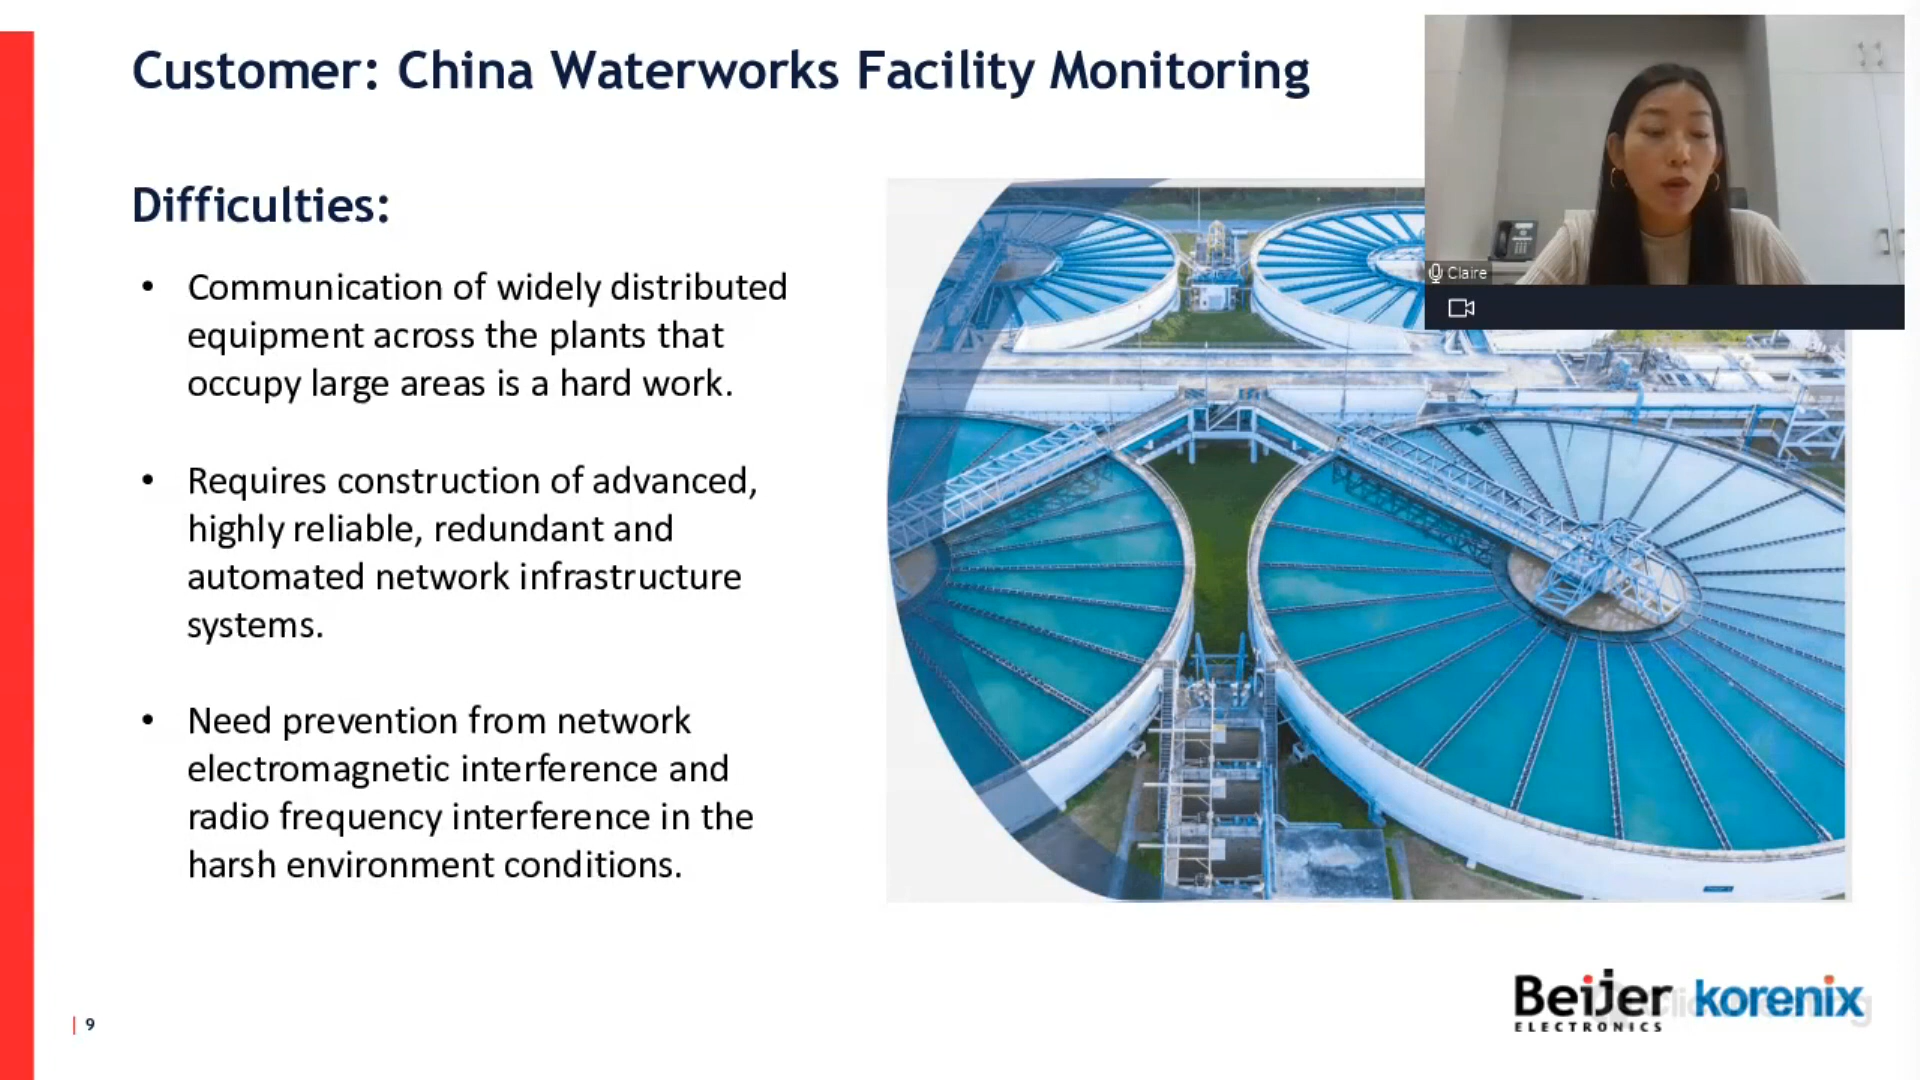 Customer: China Waterworks Facility Monitoring
Claire
Difficulties:
• Communication of widely distributed
equipment across the plants that
occupy large areas is a hard work.
• Requires construction of advanced,
highly reliable, redundant and
automated network infrastructure
systems.
• Need prevention from network
electromagnetic interference and
radio frequency interference in the
harsh environment conditions.
Beijer korenix
ELECTRONICS
| 9